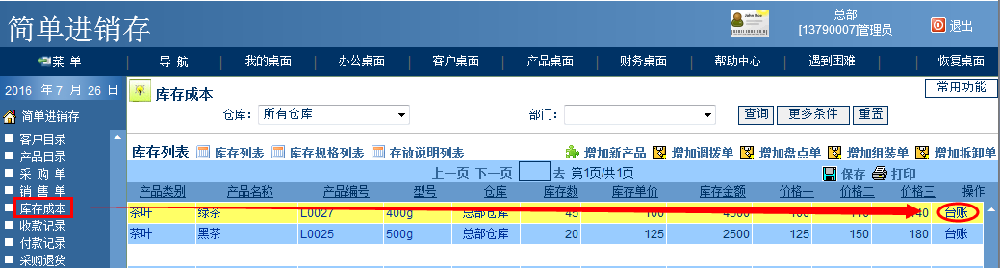 简单进销存
John Doe
总部
[13790007]管理员
退出
菜 单 导 航 我的桌面 办公桌面 客户桌面 产品桌面 财务桌面 帮助中心 遇到困难 恢复桌面
2016 年 7 月 26 日
库存成本
常用功能
仓库: 所有仓库 部门: 查询 更多条件 重置
简单进销存
客户目录
产品目录
采 购 单
销 售 单
库存成本
收款记录
付款记录
采购退货
库存列表 库存列表 库存规格列表 存放说明列表 增加新产品 增加调拨单 增加盘点单 增加组装单 增加拆卸单
上一页 下一页 去 第1页/共1页 保存 打印
产品类别 产品名称 产品编号 型号 仓库 库存数 库存单价 库存金额 价格一 价格二 价格三 操作
茶叶 绿茶 L0027 400g 总部仓库 45 100 4500 台账
茶叶 黑茶 L0025 500g 总部仓库 20 125 2500 125 150 180 台账